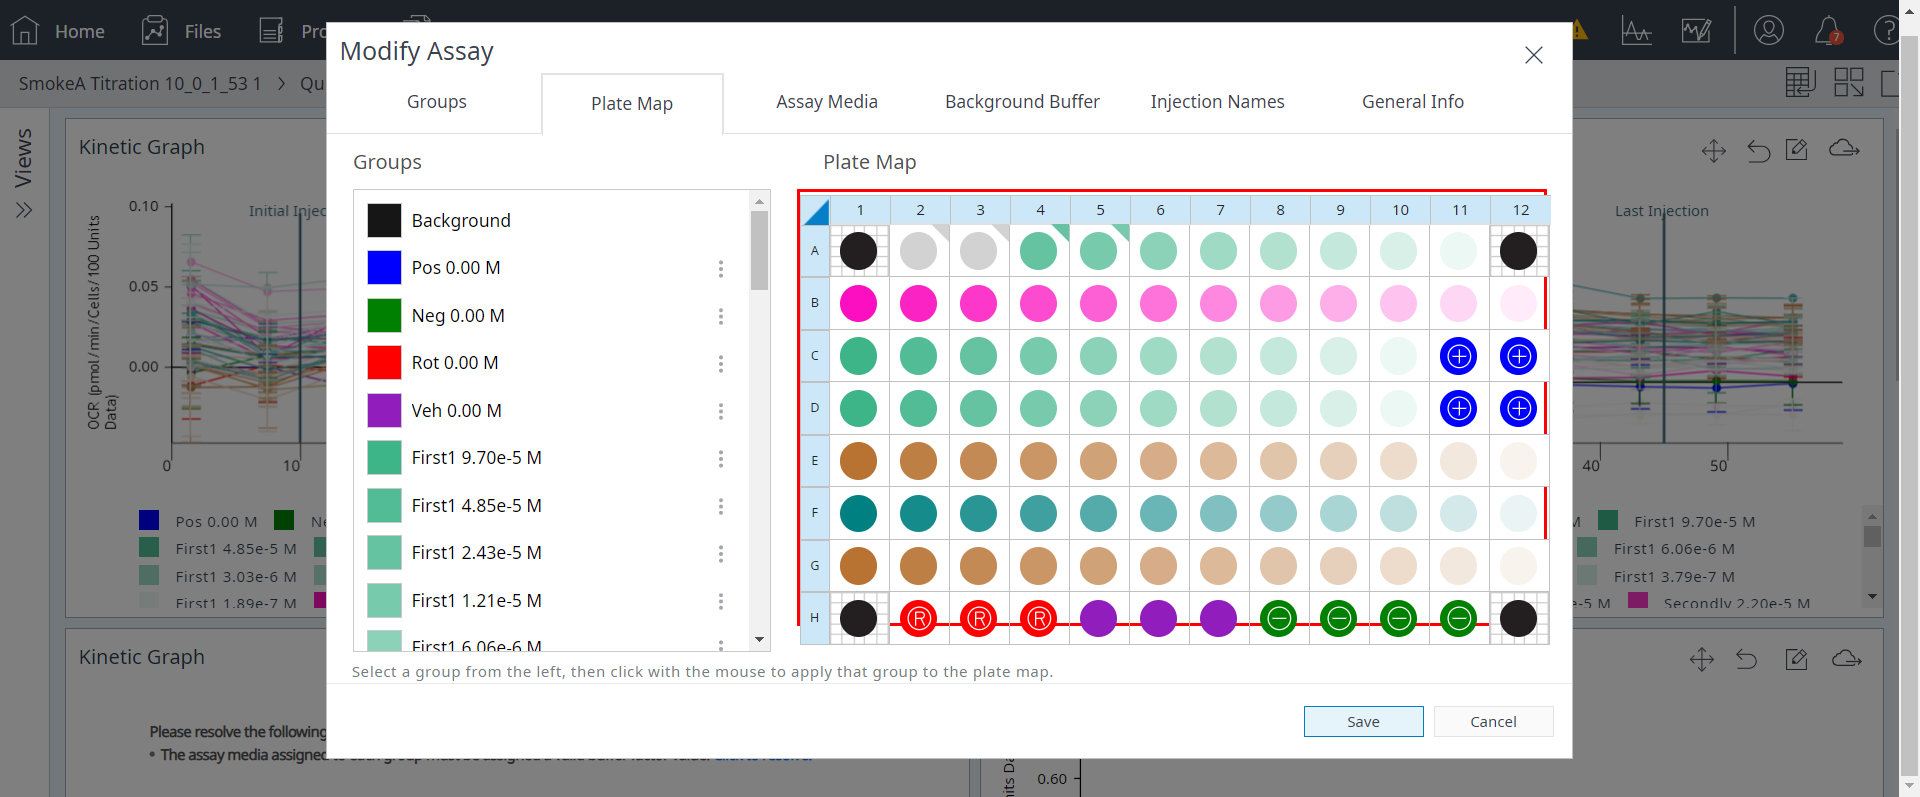 Home
Files
7
SmokeA Titration 10_0_1_53 1
Views
Kinetic Graph
Initial Injec
0.10
0.05
0.00
OCR (pmol/min/Cells/100 Units Data)
0
10
Pos 0.00 M
First1 4.85e-5 M
First1 3.03e-6 M
First1 1.89e-7 M
Kinetic Graph
Please resolve the following
Modify Assay
Groups
Plate Map
Assay Media
Background Buffer
Injection Names
General Info
Groups
Background
Pos 0.00 M
Neg 0.00 M
Rot 0.00 M
Veh 0.00 M
First1 9.70e-5 M
First1 4.85e-5 M
First1 2.43e-5 M
First1 1.21e-5 M
First1 6.06e-6 M
Plate Map
1 2 3 4 5 6 7 8 9 10 11 12
A
B
C
D
E
F
G
H R R R
Select a group from the left, then click with the mouse to apply that group to the plate map.
Save
Cancel
Last Injection
40
50
First1 9.70e-5 M
First1 6.06e-6 M
First1 3.79e-7 M
e-5 M
Secondly 2.20e-5 M
0.60